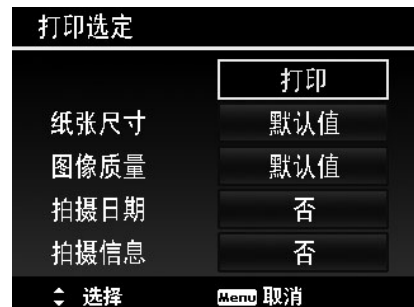 打印选定
打印
纸张尺寸 默认值
图像质量 默认值
拍摄日期 否
拍摄信息 否
选择 Menu 取消